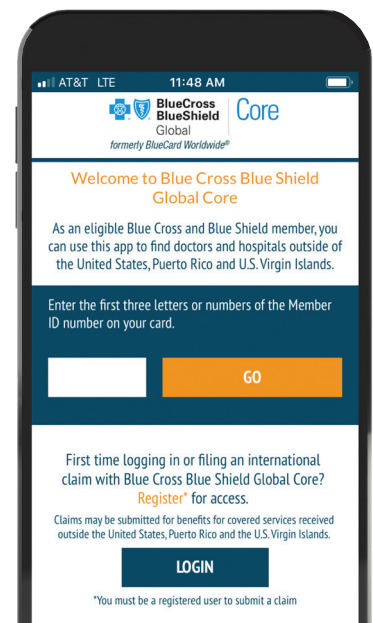 AT&T LTE 11:48 AM
BlueCross
BlueShield
Global
Core
formerly BlueCard Worldwide®
Welcome to Blue Cross Blue Shield
Global Core
As an eligible Blue Cross and Blue Shield member, you
can use this app to find doctors and hospitals outside of
the United States, Puerto Rico and U.S. Virgin Islands.
Enter the first three letters or numbers of the Member
ID number on your card.
GO
First time logging in or filing an international
claim with Blue Cross Blue Shield Global Core?
Register* for access.
Claims may be submitted for benefits for covered services received
outside the United States, Puerto Rico and the U.S. Virgin Islands.
LOGIN
*You must be a registered user to submit a claim